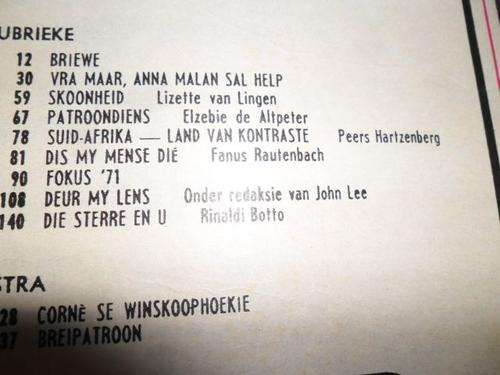 UBRIEKE
12 BRIEWE
30 VRA MAAR, ANNA MALAN SAL HELP
59 SKOONHEID Lizette van Lingen
67 PATROONDIENS Elzebie de Altpeter
78 SUID-AFRIKA — LAND VAN KONTRASTE Peers Hartzenberg
81 DIS MY MENSE DIÉ Fanus Rautenbach
90 FOKUS '71
108 DEUR MY LENS Onder redaksie van John Lee
140 DIE STERRE EN U Rinaldi Botto
STRA
28 CORNÈ SE WINSKOOPHOEKIE
37 BREIPATROON